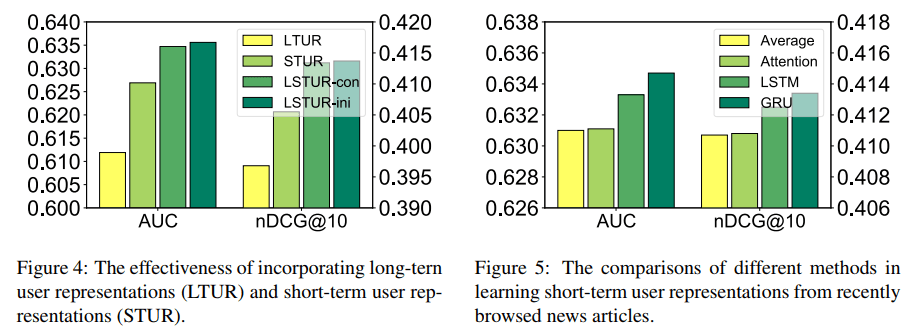 0.640
0.635
0.630
0.625
0.620
0.615
0.610
0.605
0.600
0.420
0.415
0.410
0.405
0.400
0.395
0.390
LTUR
STUR
LSTUR-con
LSTUR-ini
AUC
nDCG@10
0.638
0.636
0.634
0.632
0.630
0.628
0.626
0.418
0.416
0.414
0.412
0.410
0.408
0.406
Average
Attention
LSTM
GRU
AUC
nDCG@10
Figure 4: The effectiveness of incorporating long-tern
user representations (LTUR) and short-term user rep-
resentations (STUR).
Figure 5: The comparisons of different methods in
learning short-term user representations from recently
browsed news articles.